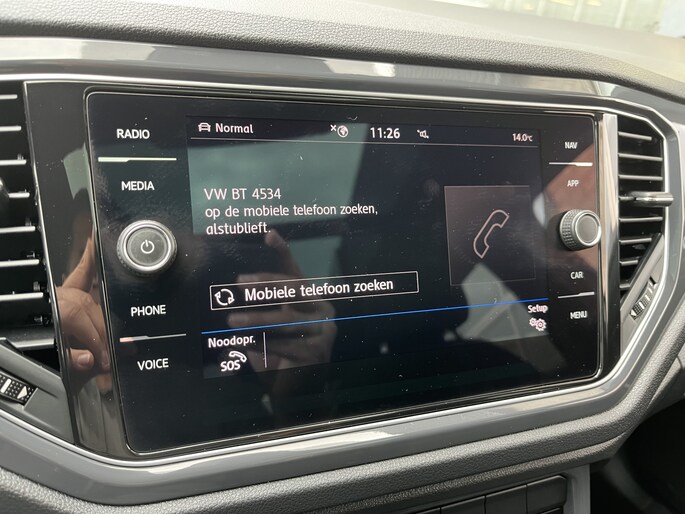 RADIO
MEDIA
PHONE
VOICE
Normal
11:26
14.0°C
VW BT 4534
op de mobiele telefoon zoeken,
alstublieft.
Mobiele telefoon zoeken
Noodopr.
SOS
Setup
NAV
APP
CAR
MENU